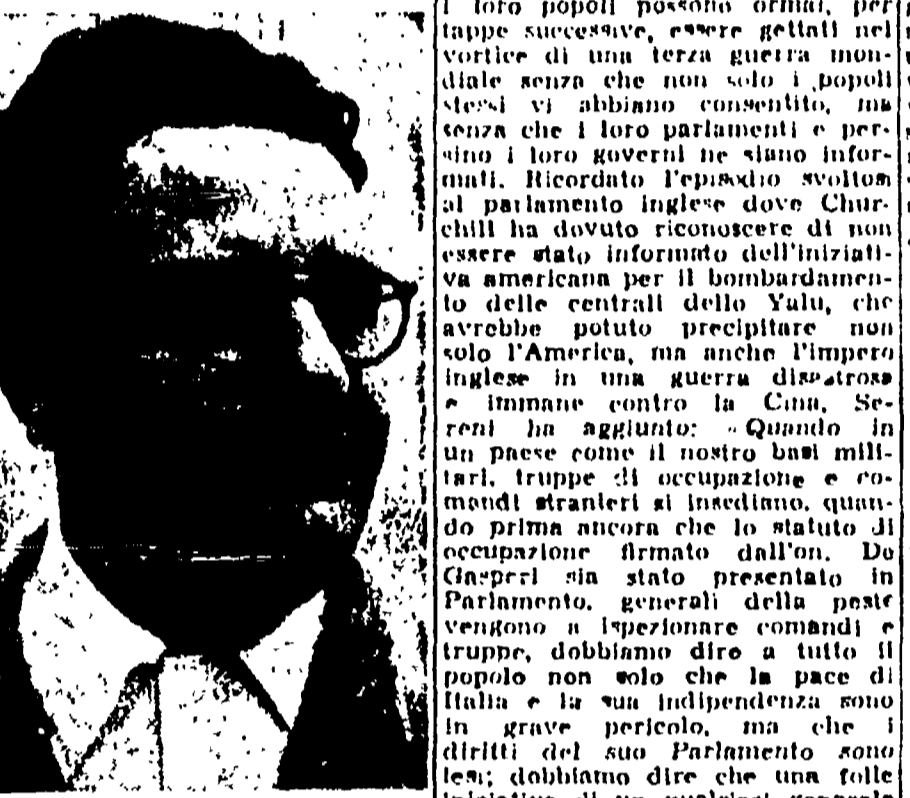 i loro popoli possono ormai, per
tappe successive, essere gettati nel
vortice di una terza guerra mon-
diale senza che non solo i popoli
stessi vi abbiano consentito, ma
senza che i loro parlamenti e per-
sino i loro governi ne siano infor-
mati. Ricordato l'episodio svoltosi
al parlamento inglese dove Chur-
chill ha dovuto riconoscere di non
essere stato informato dell'iniziati-
va americana per il bombardamen-
to delle centrali dello Yalu, che
avrebbe potuto precipitare non
solo l'America, ma anche l'impero
inglese in una guerra disastrosa
e immane contro la Cina, Se-
reni ha aggiunto: «Quando in
un paese come il nostro basi mili-
tari, truppe di occupazione e co-
mandi stranieri si insediano, quan-
do prima ancora che lo statuto di
occupazione firmato dall'on. De
Gasperi sia stato presentato in
Parlamento, generali della peste
vengono a ispezionare comandi e
truppe, dobbiamo dire a tutto il
popolo non solo che la pace di
Italia e la sua indipendenza sono
in grave pericolo, ma che i
diritti del suo Parlamento sono
lesi; dobbiamo dire che una folle